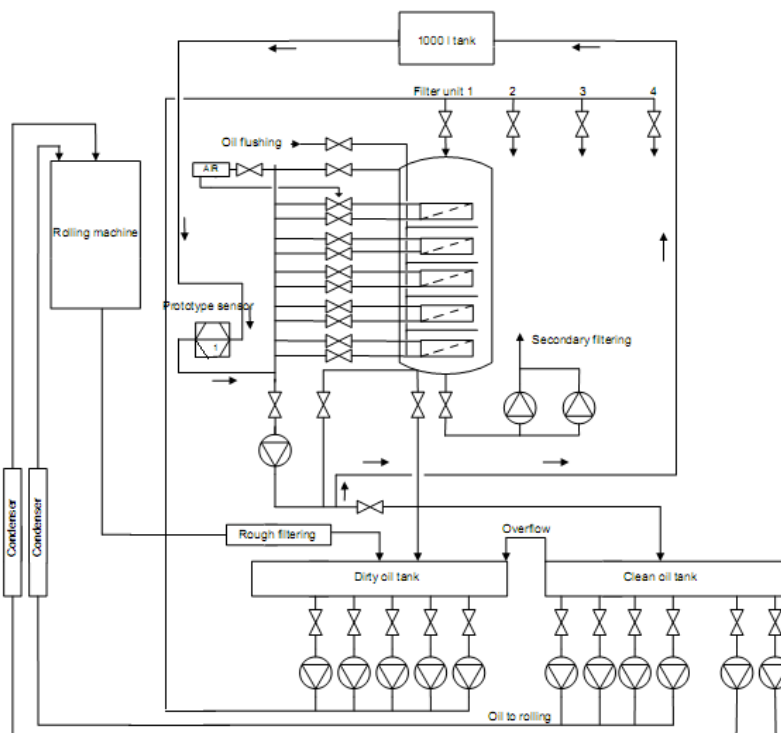 1000 l tank
Filter unit 1 2 3 4
Oil flushing
AIR
Rolling machine
Prototype sensor
1
Secondary filtering
Condenser
Condenser
Rough filtering
Overflow
Dirty oil tank
Clean oil tank
Oil to rolling